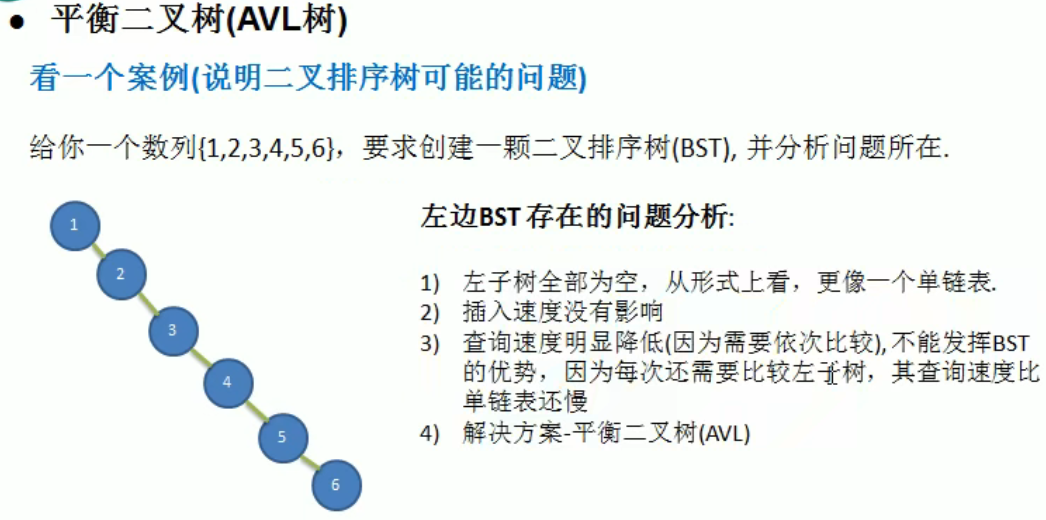 ● 平衡二叉树(AVL树)
看一个案例(说明二叉排序树可能的问题)
给你一个数列{1,2,3,4,5,6}，要求创建一颗二叉排序树(BST), 并分析问题所在.
1
2
3
4
5
6
左边BST 存在的问题分析:
1) 左子树全部为空，从形式上看，更像一个单链表.
2) 插入速度没有影响
3) 查询速度明显降低(因为需要依次比较), 不能发挥BST
的优势，因为每次还需要比较左子树，其查询速度比
单链表还慢
4) 解决方案-平衡二叉树(AVL)